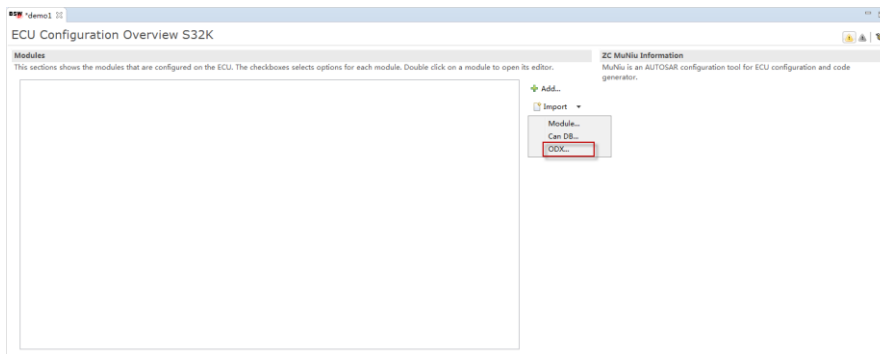 BSW *demo1
ECU Configuration Overview S32K
Modules
This sections shows the modules that are configured on the ECU. The checkboxes selects options for each module. Double click on a module to open its editor.
Add...
Import
Module...
Can DB...
ODX...
ZC MuNiu Information
MuNiu is an AUTOSAR configuration tool for ECU configuration and code
generator.